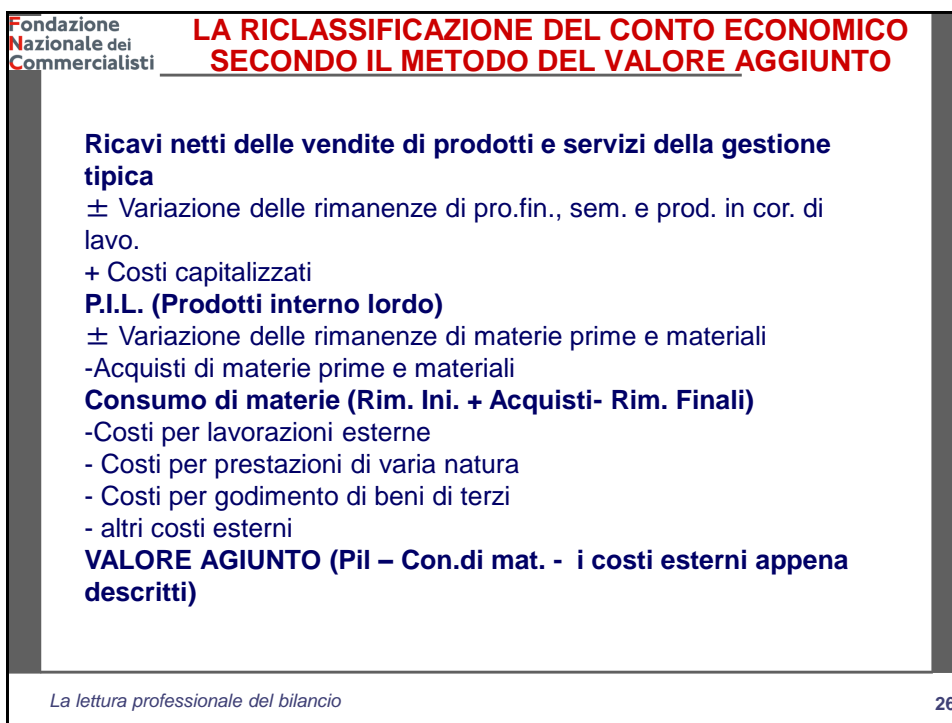 Fondazione
Nazionale dei
Commercialisti
LA RICLASSIFICAZIONE DEL CONTO ECONOMICO
SECONDO IL METODO DEL VALORE AGGIUNTO
Ricavi netti delle vendite di prodotti e servizi della gestione
tipica
± Variazione delle rimanenze di pro.fin., sem. e prod. in cor. di
lavo.
+ Costi capitalizzati
P.I.L. (Prodotti interno lordo)
± Variazione delle rimanenze di materie prime e materiali
-Acquisti di materie prime e materiali
Consumo di materie (Rim. Ini. + Acquisti- Rim. Finali)
-Costi per lavorazioni esterne
- Costi per prestazioni di varia natura
- Costi per godimento di beni di terzi
- altri costi esterni
VALORE AGIUNTO (Pil – Con.di mat. - i costi esterni appena
descritti)
La lettura professionale del bilancio
26